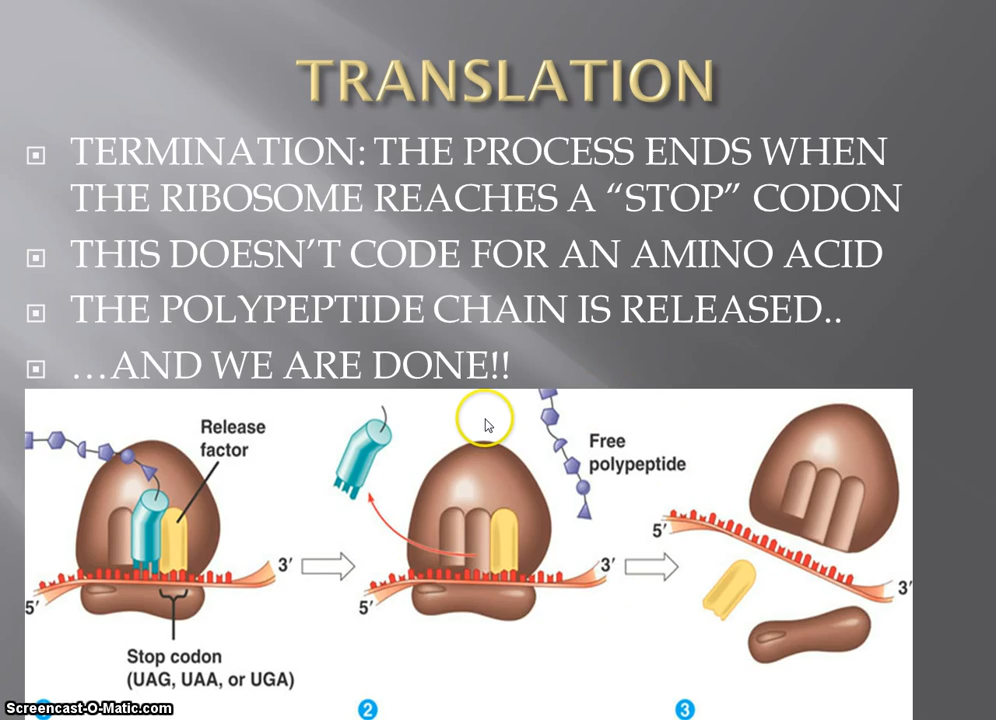 TRANSLATION
TERMINATION: THE PROCESS ENDS WHEN
THE RIBOSOME REACHES A “STOP” CODON
THIS DOESN’T CODE FOR AN AMINO ACID
THE POLYPEPTIDE CHAIN IS RELEASED..
…AND WE ARE DONE!!
Release
factor
Free
polypeptide
5′
3′
3′
3′
5′
5′
Stop codon
(UAG, UAA, or UGA)
2
3
Screencast-O-Matic.com